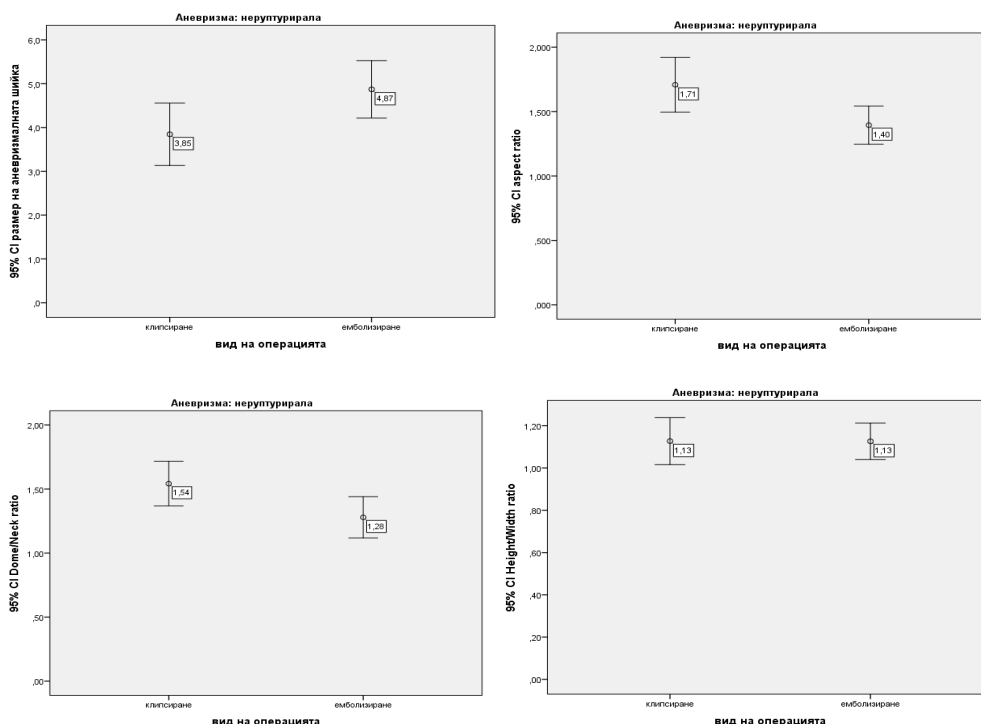 Аневризма: неруптурирала
95% CI размер на аневризмалната шийка
6,0
5,0
4,0
3,0
2,0
1,0
,0
4,87
3,85
клипсиране
емболизиране
вид на операцията
Аневризма: неруптурирала
95% CI aspect ratio
2,000
1,500
1,000
,500
,000
1,71
1,40
клипсиране
емболизиране
вид на операцията
Аневризма: неруптурирала
95% CI Dome/Neck ratio
2,00
1,50
1,00
,50
,00
1,54
1,28
клипсиране
емболизиране
вид на операцията
Аневризма: неруптурирала
95% CI Height/Width ratio
1,20
1,00
,80
,60
,40
,20
,00
1,13
1,13
клипсиране
емболизиране
вид на операцията